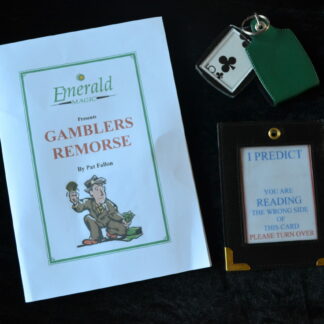 Emerald
MAGIC
Presents
GAMBLERS
REMORSE
By Pat Fallon
5
I PREDICT
YOU ARE
READING
THE WRONG SIDE
OF
THIS CARD
PLEASE TURN OVER